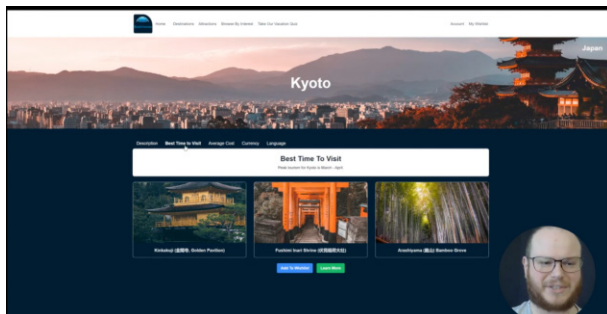 Home Destinations Attractions Browse By Interest Take Our Vacation Quiz Account My Wishlist
Japan
Kyoto
Description Best Time to Visit Average Cost Currency Language
Best Time To Visit
Peak tourism for Kyoto is March - April
Kinkakuji (金閣寺, Golden Pavilion)
Fushimi Inari Shrine (伏見稲荷大社)
Arashiyama (嵐山) Bamboo Grove
Add To Wishlist Learn More